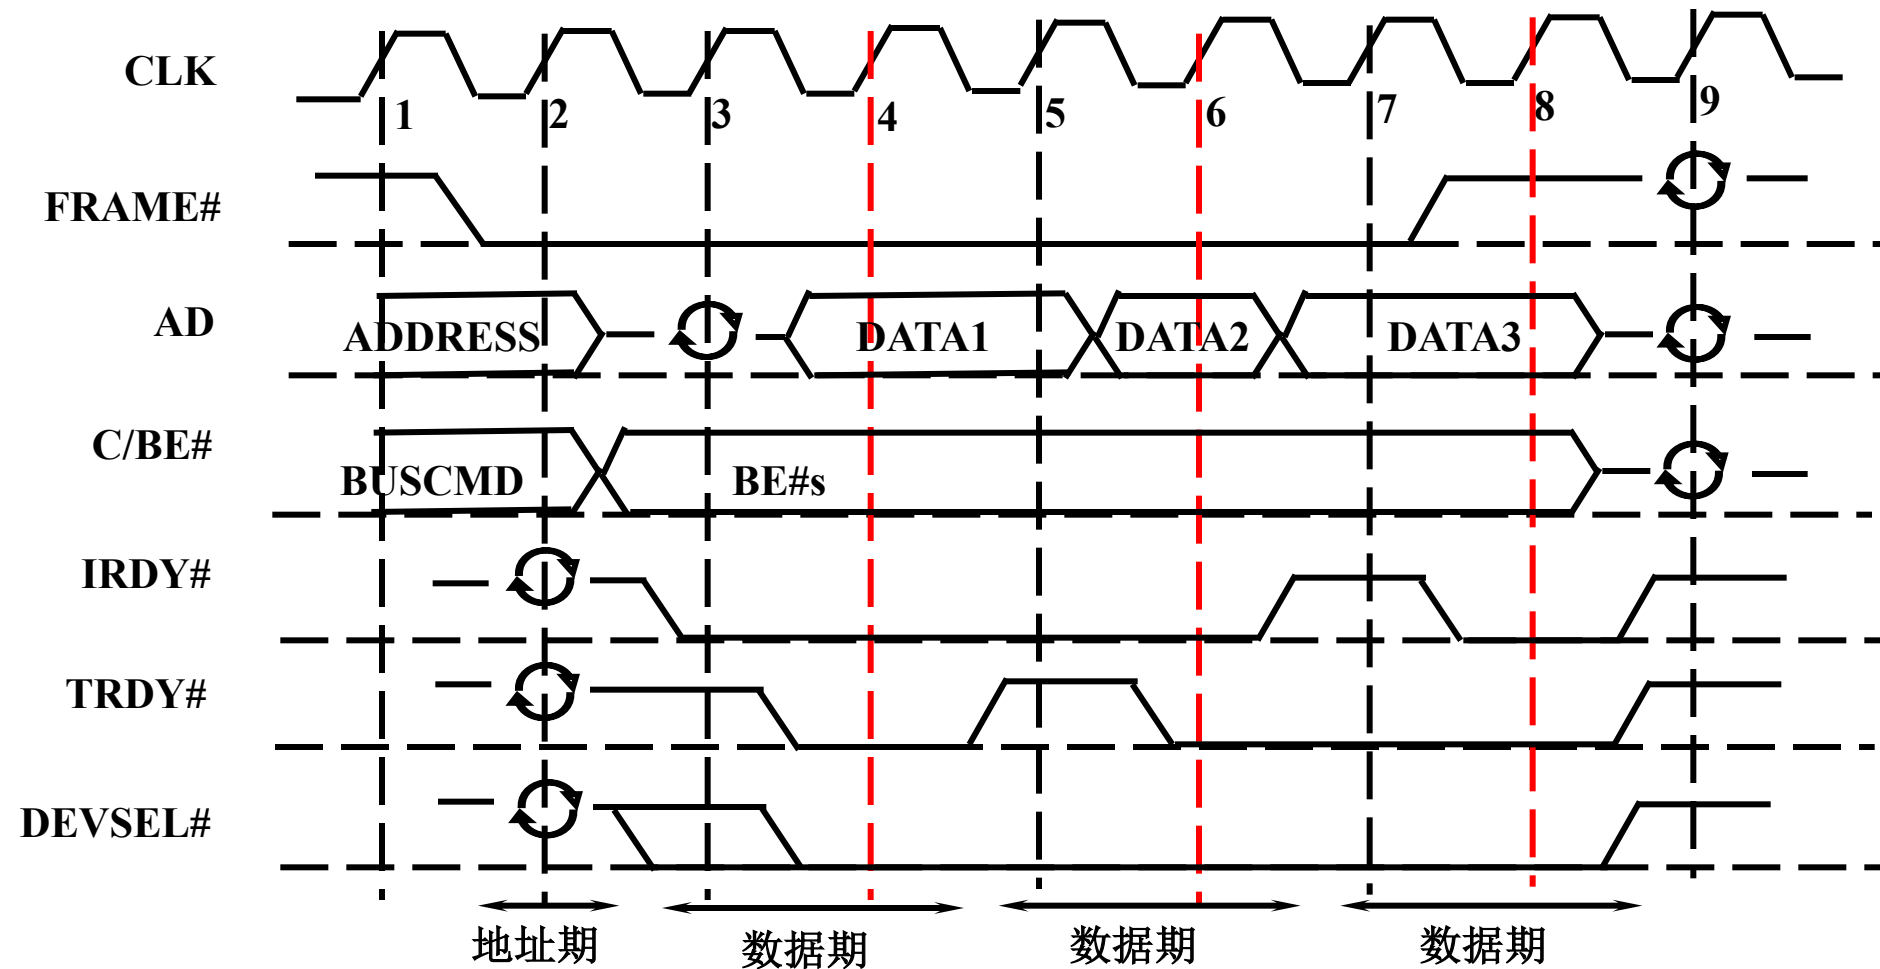 CLK
1 2 3 4 5 6 7 8 9
FRAME#
AD
ADDRESS DATA1 DATA2 DATA3
C/BE#
BUSCMD BE#s
IRDY#
TRDY#
DEVSEL#
地址期 数据期 数据期 数据期